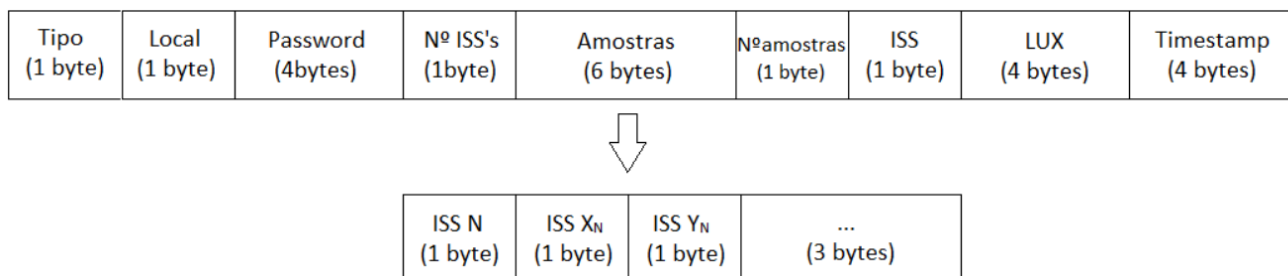 Tipo Local Password Nº ISS's Amostras Nºamostras ISS LUX Timestamp
(1 byte) (1 byte) (4bytes) (1byte) (6 bytes) (1 byte) (1 byte) (4 bytes) (4 bytes)
ISS N ISS XN ISS YN ...
(1 byte) (1 byte) (1 byte) (3 bytes)